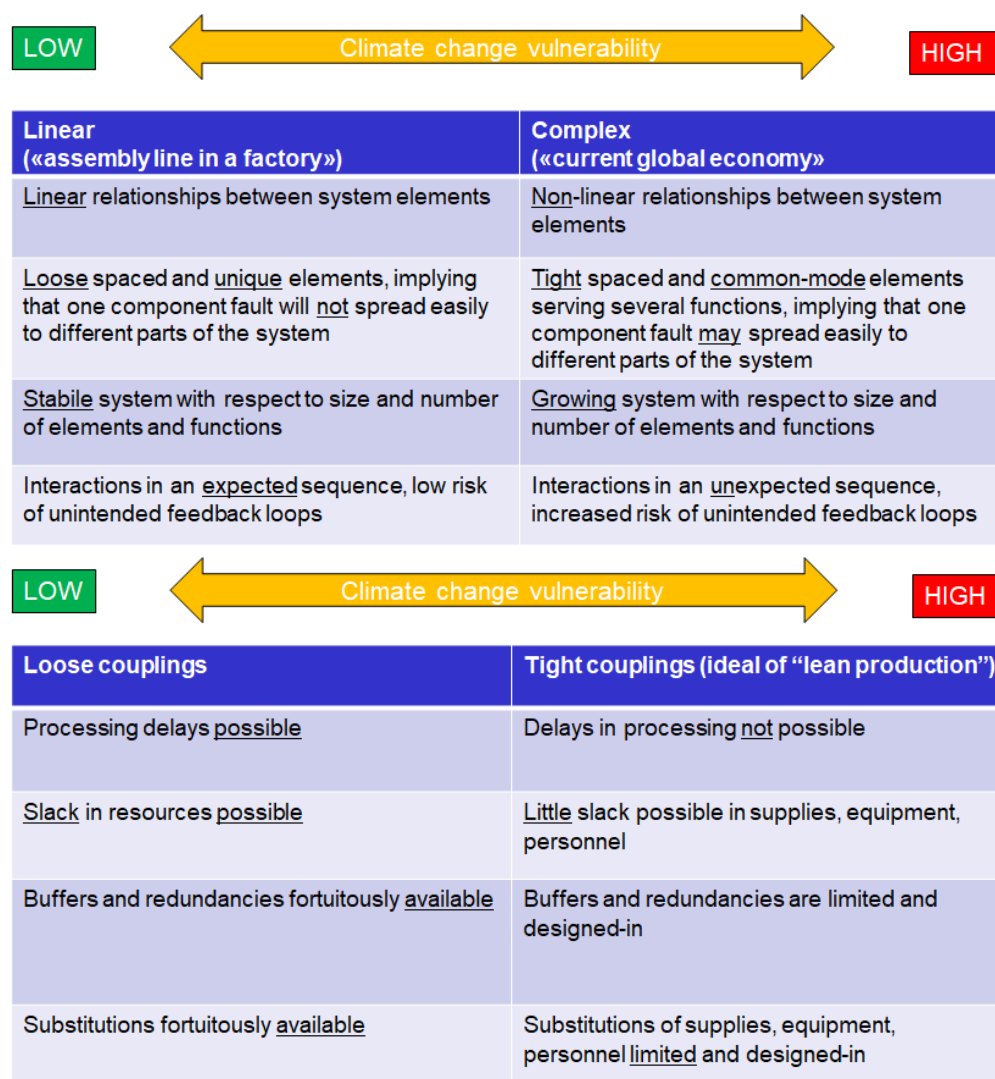 LOW
Climate change vulnerability
HIGH
Linear
(«assembly line in a factory»)
Complex
(«current global economy»
Linear relationships between system elements
Non-linear relationships between system
elements
Loose spaced and unique elements, implying
that one component fault will not spread easily
to different parts of the system
Tight spaced and common-mode elements
serving several functions, implying that one
component fault may spread easily to
different parts of the system
Stabile system with respect to size and number
of elements and functions
Growing system with respect to size and
number of elements and functions
Interactions in an expected sequence, low risk
of unintended feedback loops
Interactions in an unexpected sequence,
increased risk of unintended feedback loops
LOW
Climate change vulnerability
HIGH
Loose couplings
Tight couplings (ideal of “lean production”)
Processing delays possible
Delays in processing not possible
Slack in resources possible
Little slack possible in supplies, equipment,
personnel
Buffers and redundancies fortuitously available
Buffers and redundancies are limited and
designed-in
Substitutions fortuitously available
Substitutions of supplies, equipment,
personnel limited and designed-in